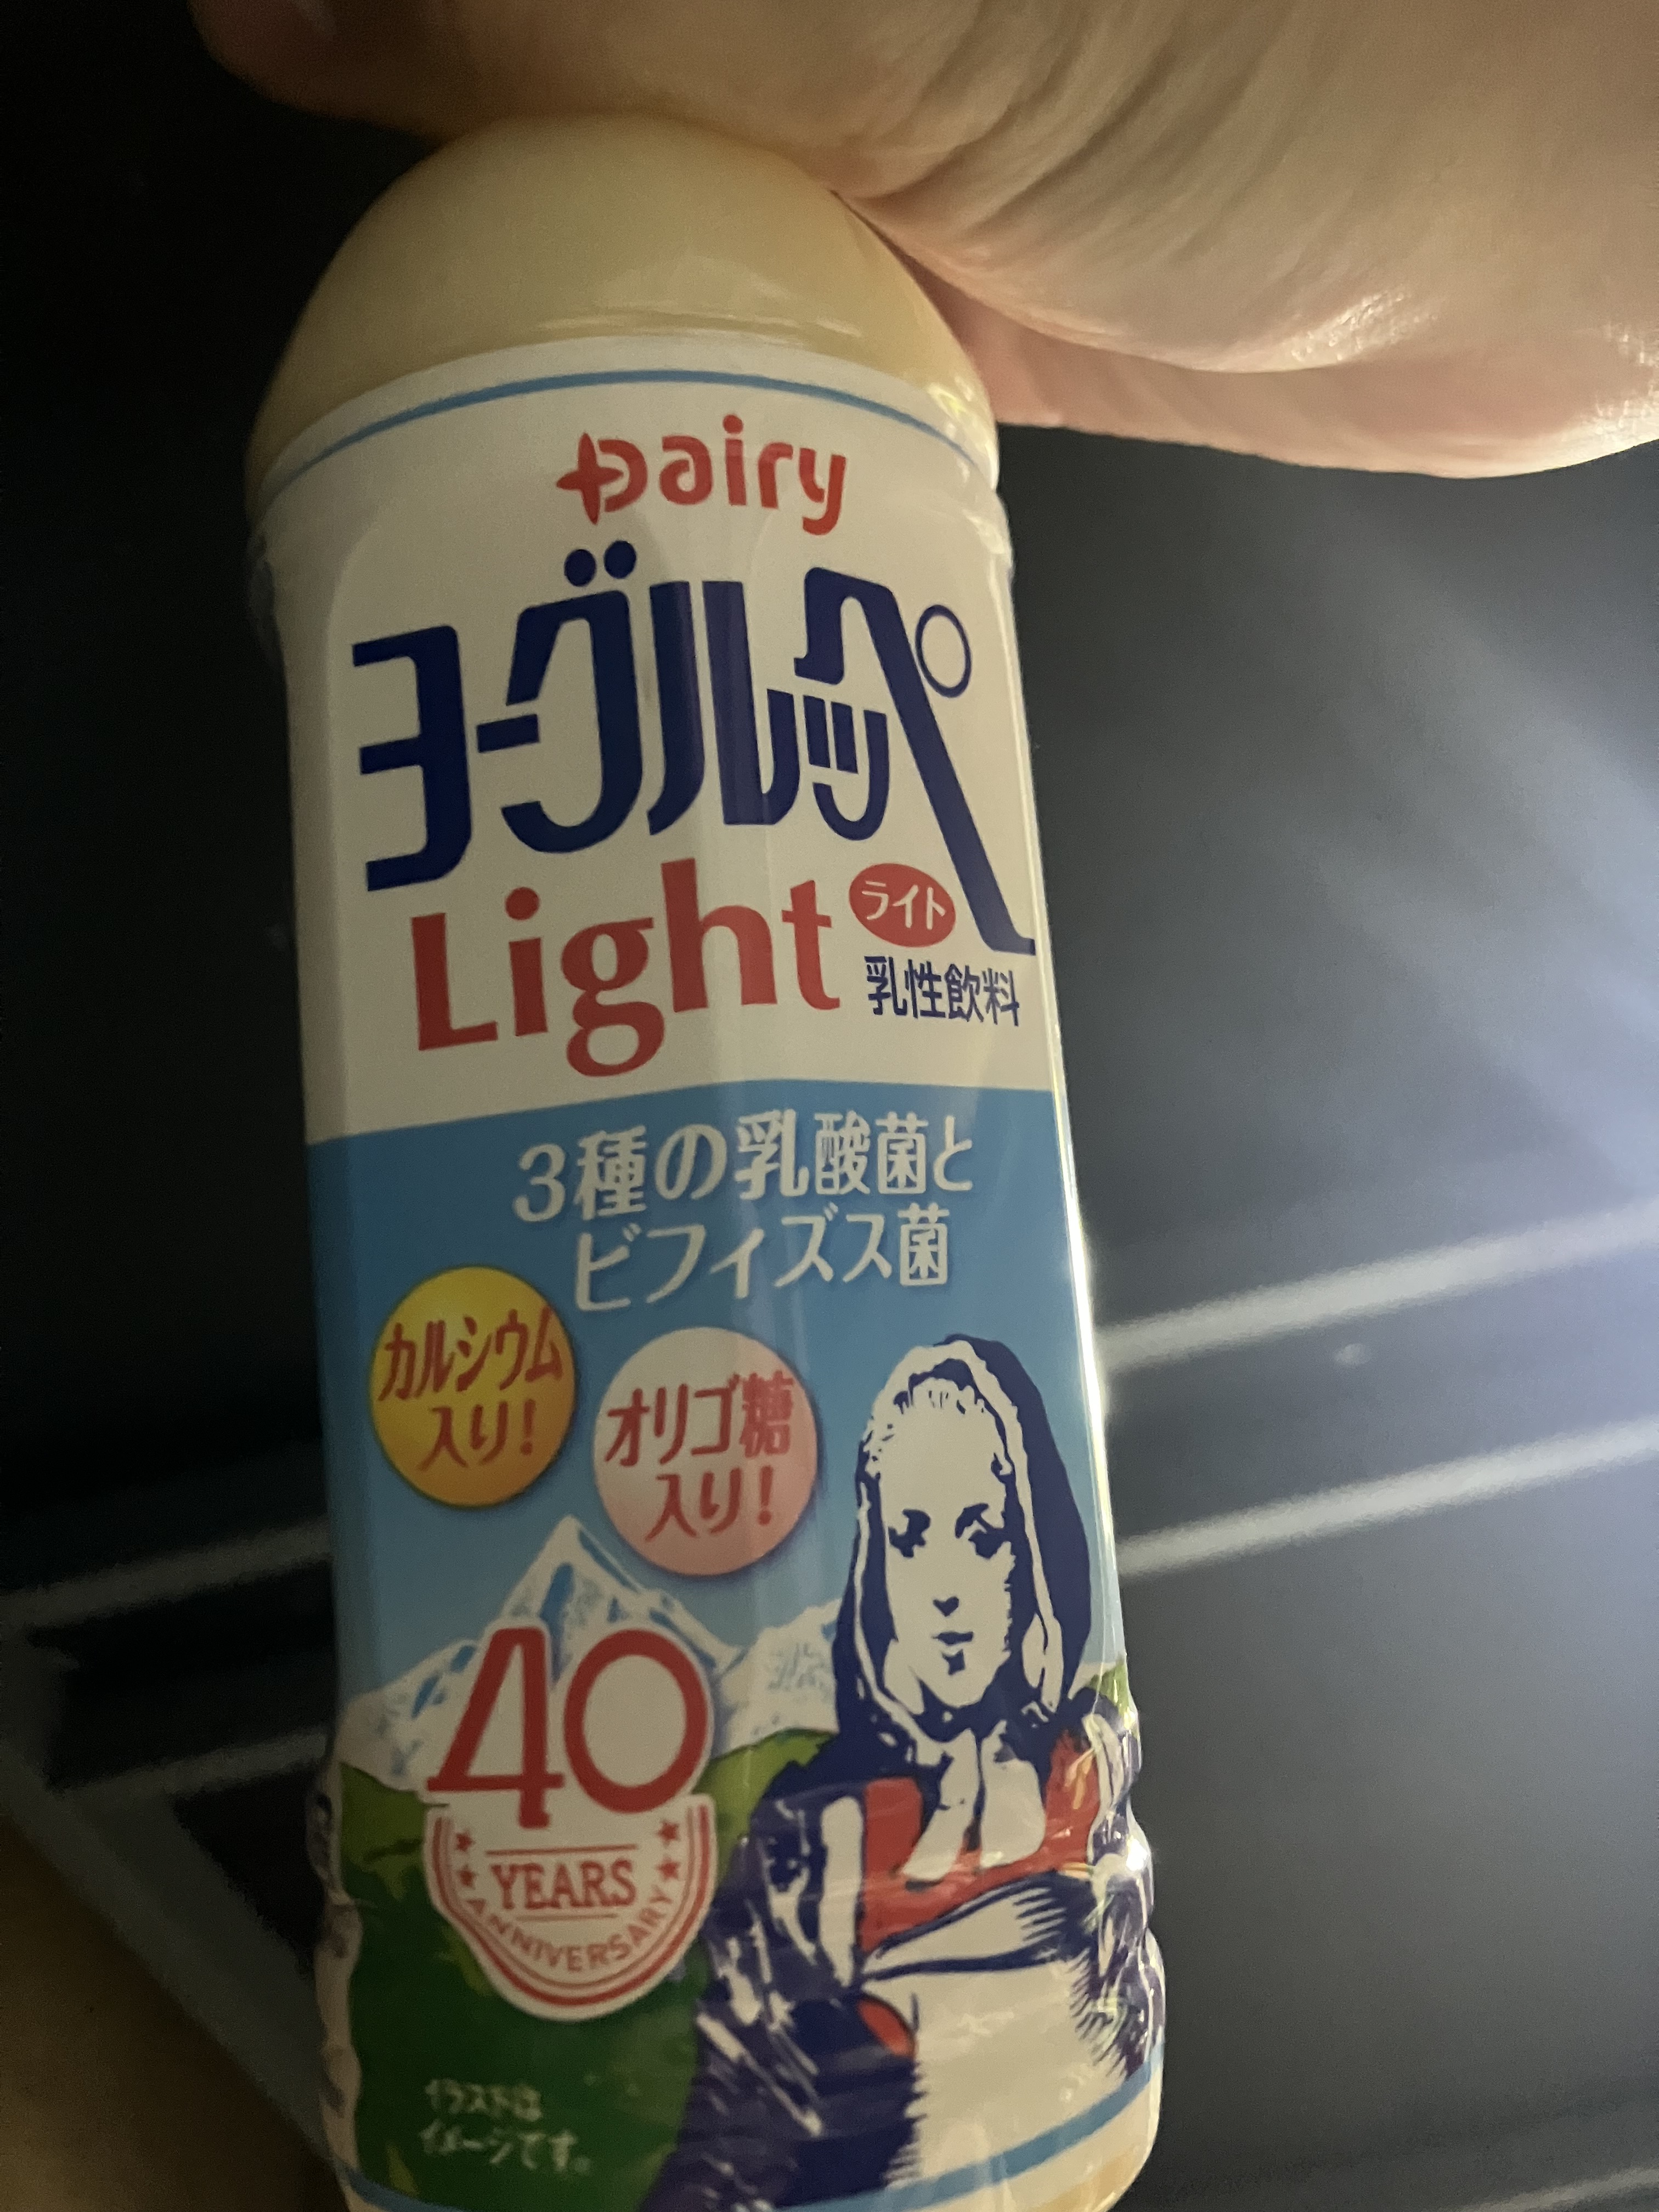 Dairy
ヨーグルッペ
Light
ライト
乳性飲料
3種の乳酸菌と
ビフィズス菌
カルシウム
入り!
オリゴ糖
入り!
40
YEARS
ANNIVERSARY
イラストは
イメージです。